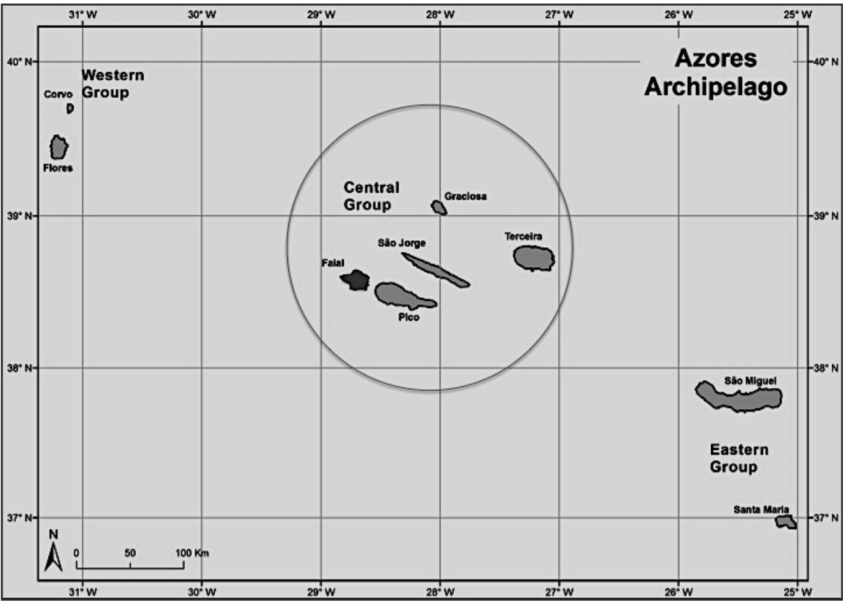 31° W 30° W 29° W 28° W 27° W 26° W 25° W
Azores
Archipelago
40° N 40° N
Western
Group
Corvo
Flores
Central
Group
Graciosa
39° N 39° N
Terceira
São Jorge
Faial
Pico
38° N 38° N
São Miguel
Eastern
Group
Santa Maria
37° N 37° N
N
0 50 100 Km
31° W 30° W 29° W 28° W 27° W 26° W 25° W